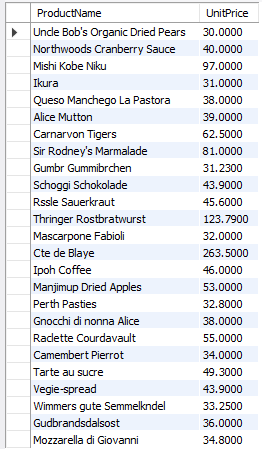 ProductName UnitPrice
Uncle Bob's Organic Dried Pears 30.0000
Northwoods Cranberry Sauce 40.0000
Mishi Kobe Niku 97.0000
Ikura 31.0000
Queso Manchego La Pastora 38.0000
Alice Mutton 39.0000
Carnarvon Tigers 62.5000
Sir Rodney's Marmalade 81.0000
Gumbr Gummibrchen 31.2300
Schoggi Schokolade 43.9000
Rssle Sauerkraut 45.6000
Thringer Rostbratwurst 123.7900
Mascarpone Fabioli 32.0000
Cte de Blaye 263.5000
Ipoh Coffee 46.0000
Manjimup Dried Apples 53.0000
Perth Pasties 32.8000
Gnocchi di nonna Alice 38.0000
Raclette Courdavault 55.0000
Camembert Pierrot 34.0000
Tarte au sucre 49.3000
Vegie-spread 43.9000
Wimmers gute Semmelkndel 33.2500
Gudbrandsdalsost 36.0000
Mozzarella di Giovanni 34.8000